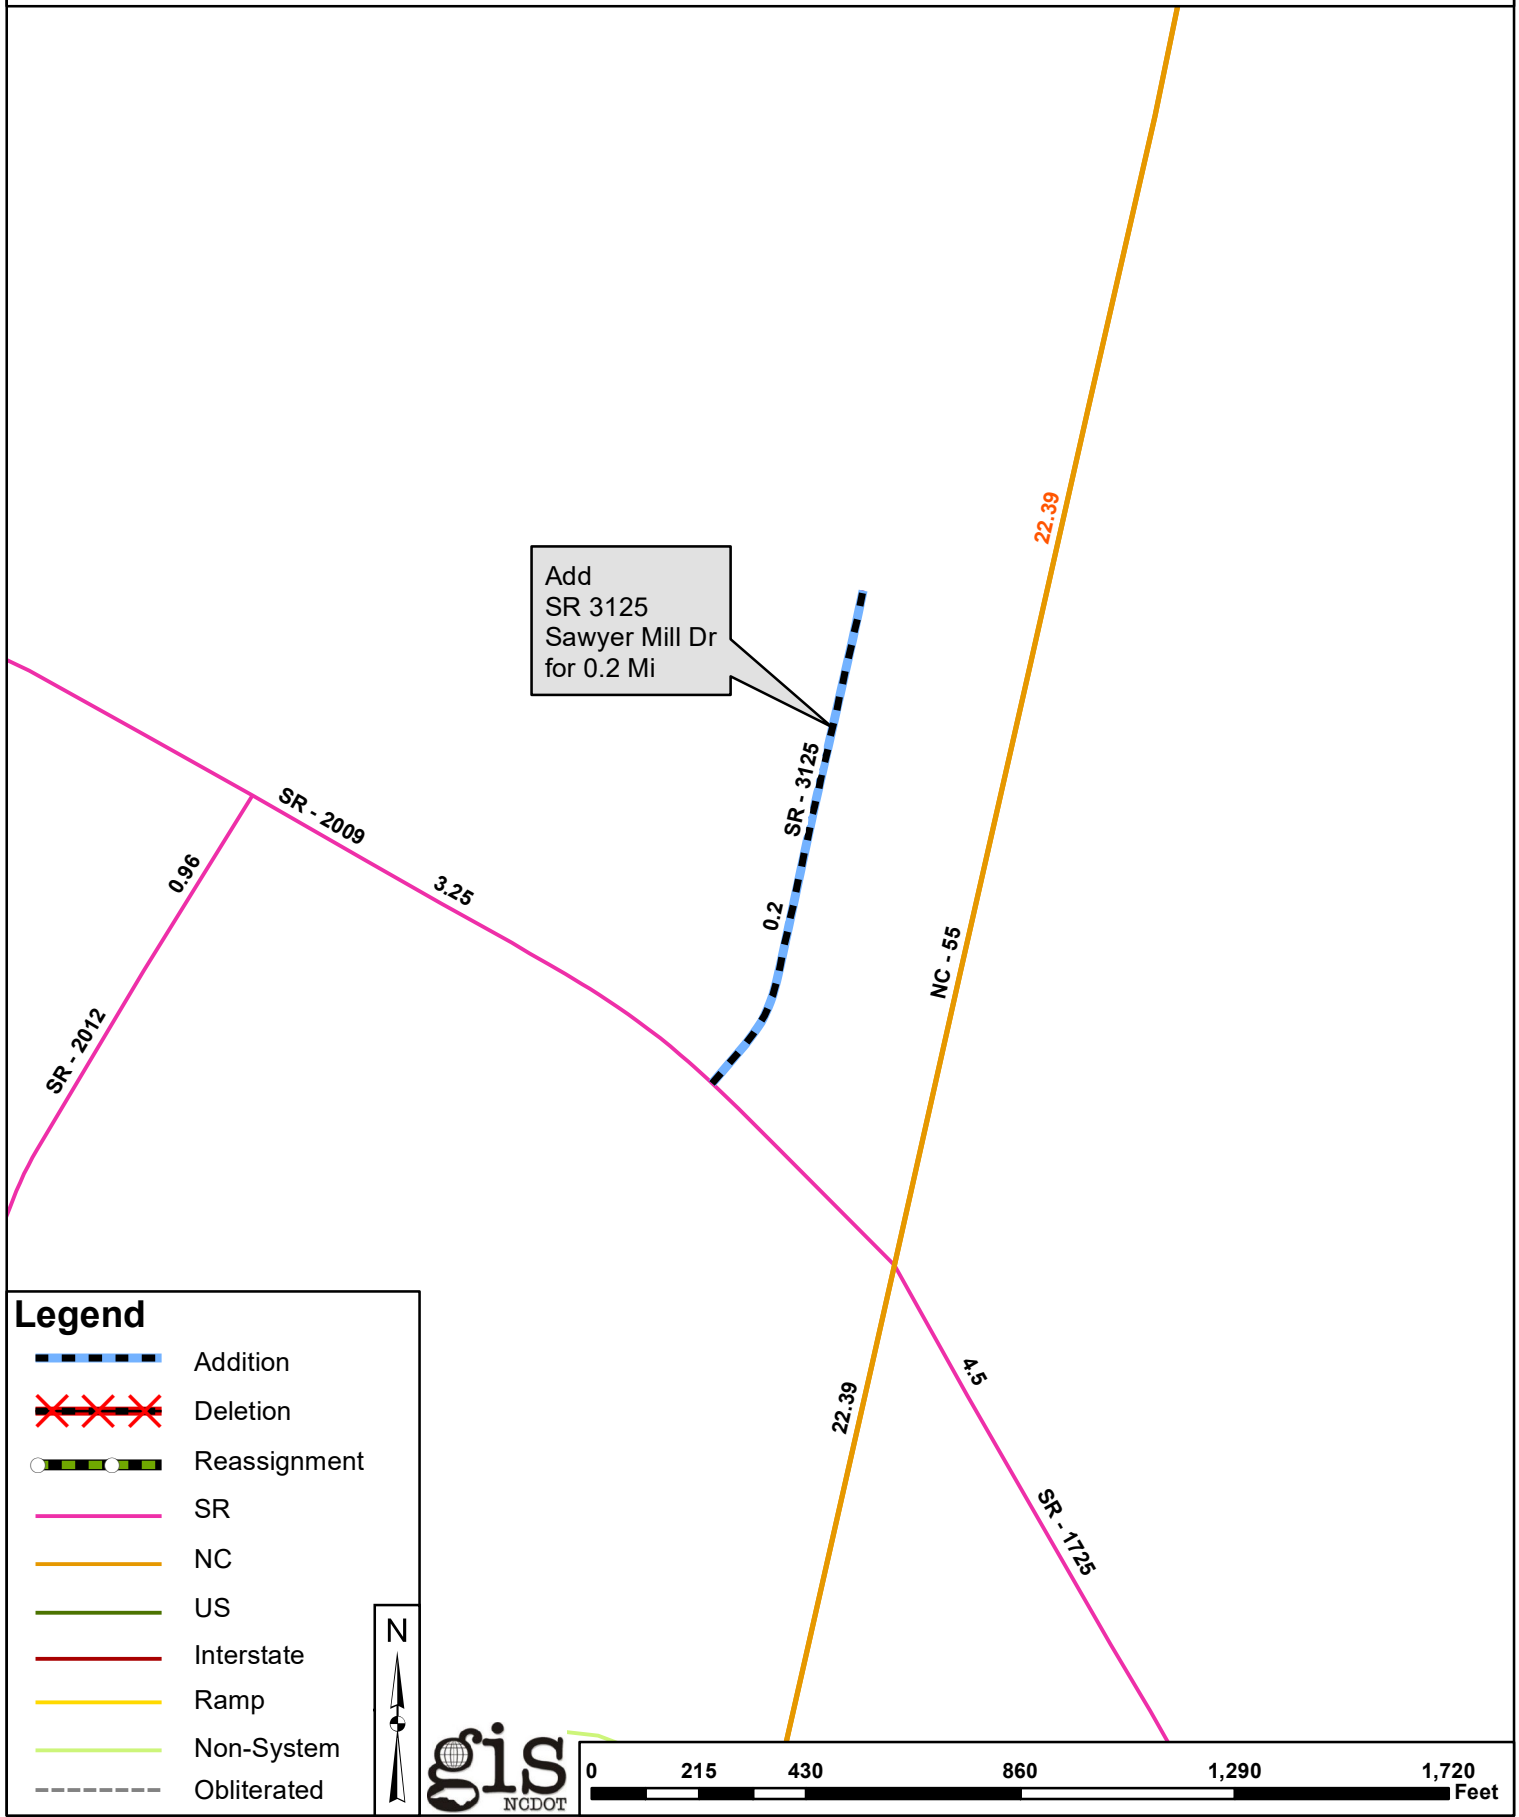 22.39
Add
SR 3125
Sawyer Mill Dr
for 0.2 Mi
SR - 3125
SR - 2009
0.96
3.25
0.2
NC - 55
SR - 2012
Legend
Addition
Deletion
Reassignment
SR
NC
US
Interstate
Ramp
Non-System
Obliterated
4.5
22.39
SR - 1725
N
gis
NCDOT
0 215 430 860 1,290 1,720
Feet